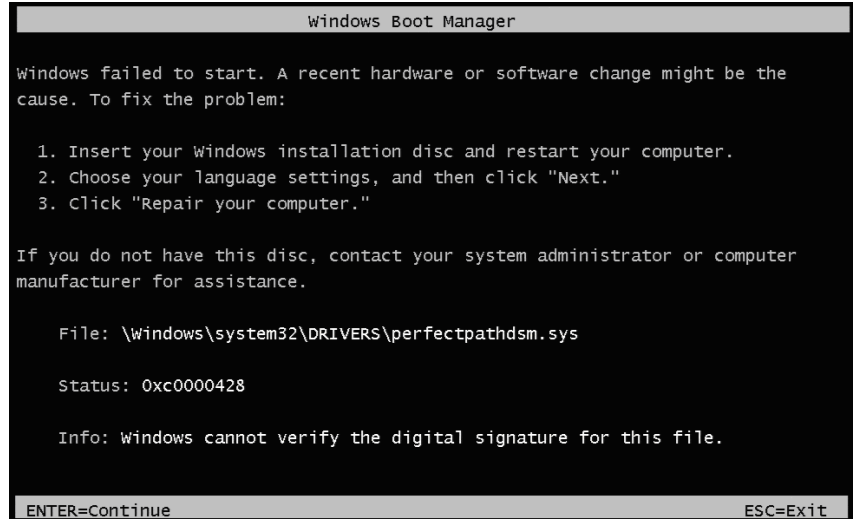 Windows Boot Manager
Windows failed to start. A recent hardware or software change might be the
cause. To fix the problem:
1. Insert your Windows installation disc and restart your computer.
2. Choose your language settings, and then click "Next."
3. Click "Repair your computer."
If you do not have this disc, contact your system administrator or computer
manufacturer for assistance.
File: \Windows\system32\DRIVERS\perfectpathdsm.sys
Status: 0xc0000428
Info: Windows cannot verify the digital signature for this file.
ENTER=Continue ESC=Exit